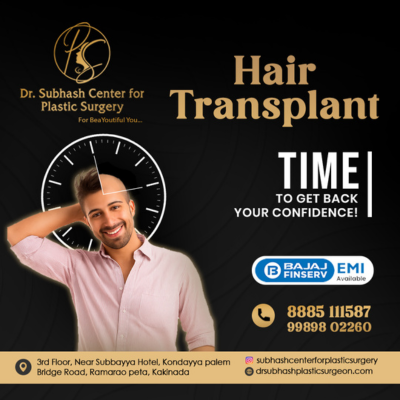 PS
Dr. Subhash Center for
Plastic Surgery
For BeaYoutiful You...
Hair
Transplant
TIME
TO GET BACK
YOUR CONFIDENCE!
B BAJAJ
FINSERV
EMI
Available
8885 111587
99898 02260
3rd Floor, Near Subbayya Hotel, Kondayya palem
Bridge Road, Ramarao peta, Kakinada
subhashcenterforplasticsurgery
drsubhashplasticsurgeon.com